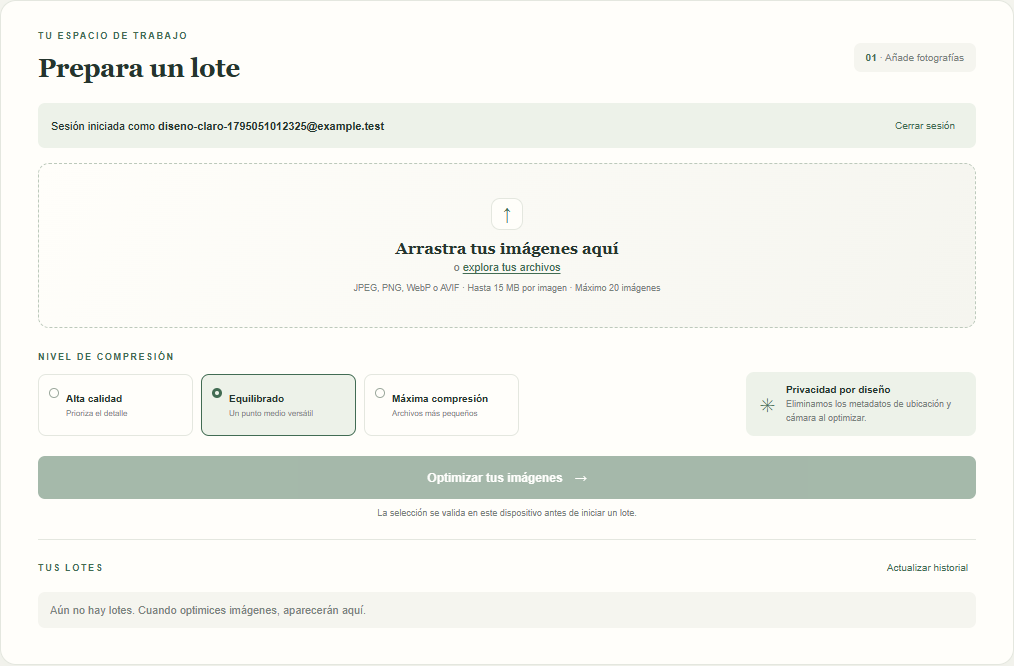 TU ESPACIO DE TRABAJO
Prepara un lote
01 · Añade fotografías
Sesión iniciada como diseno-claro-1795051012325@example.test
Cerrar sesión
↑
Arrastra tus imágenes aquí
o explora tus archivos
JPEG, PNG, WebP o AVIF · Hasta 15 MB por imagen · Máximo 20 imágenes
NIVEL DE COMPRESIÓN
Alta calidad
Prioriza el detalle
Equilibrado
Un punto medio versátil
Máxima compresión
Archivos más pequeños
Privacidad por diseño
Eliminamos los metadatos de ubicación y
cámara al optimizar.
Optimizar tus imágenes →
La selección se valida en este dispositivo antes de iniciar un lote.
TUS LOTES
Actualizar historial
Aún no hay lotes. Cuando optimices imágenes, aparecerán aquí.